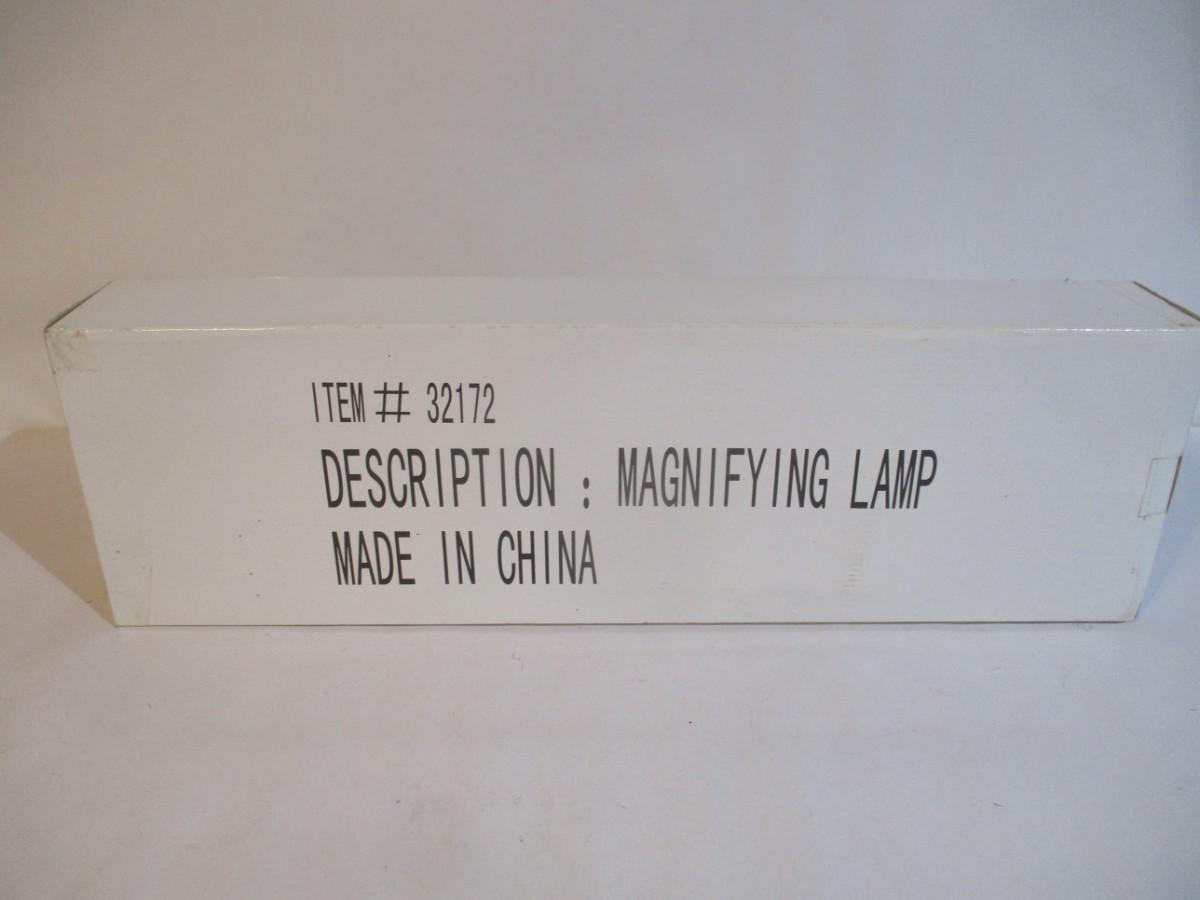 ITEM # 32172
DESCRIPTION : MAGNIFYING LAMP
MADE IN CHINA